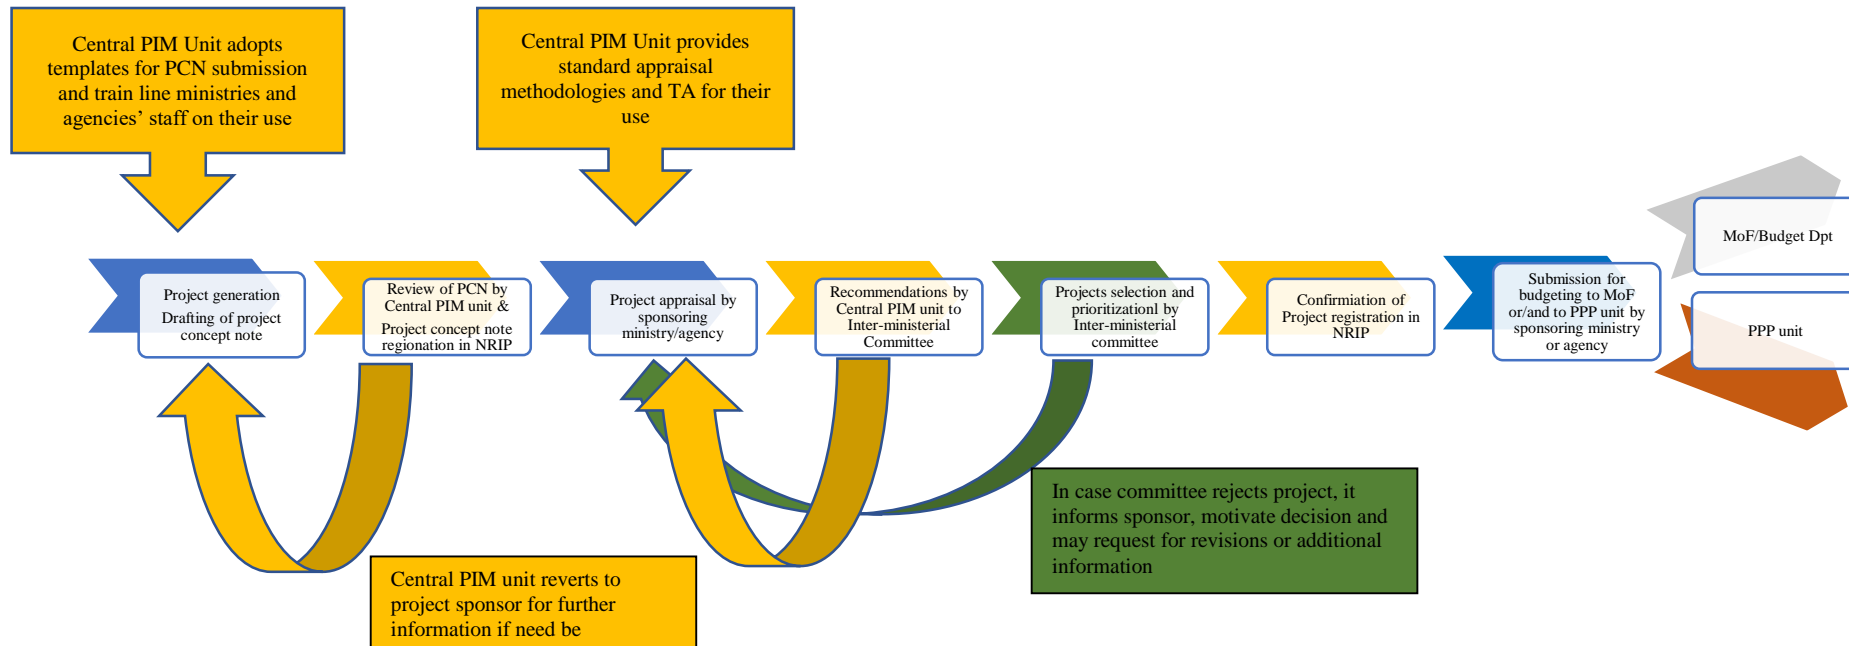 Central PIM Unit adopts
templates for PCN submission
and train line ministries and
agencies’ staff on their use
Central PIM Unit provides
standard appraisal
methodologies and TA for their
use
Project generation
Drafting of project
concept note
Review of PCN by
Central PIM unit &
Project concept note
regionation in NRIP
Project appraisal by
sponsoring
ministry/agency
Recommendations by
Central PIM unit to
Inter-ministerial
Committee
Projects selection and
prioritizationl by
Inter-ministerial
committee
Confirmiation of
Project registration in
NRIP
Submission for
budgeting to MoF
or/and to PPP unit by
sponsoring ministry
or agency
MoF/Budget Dpt
PPP unit
In case committee rejects project, it
informs sponsor, motivate decision and
may request for revisions or additional
information
Central PIM unit reverts to
project sponsor for further
information if need be